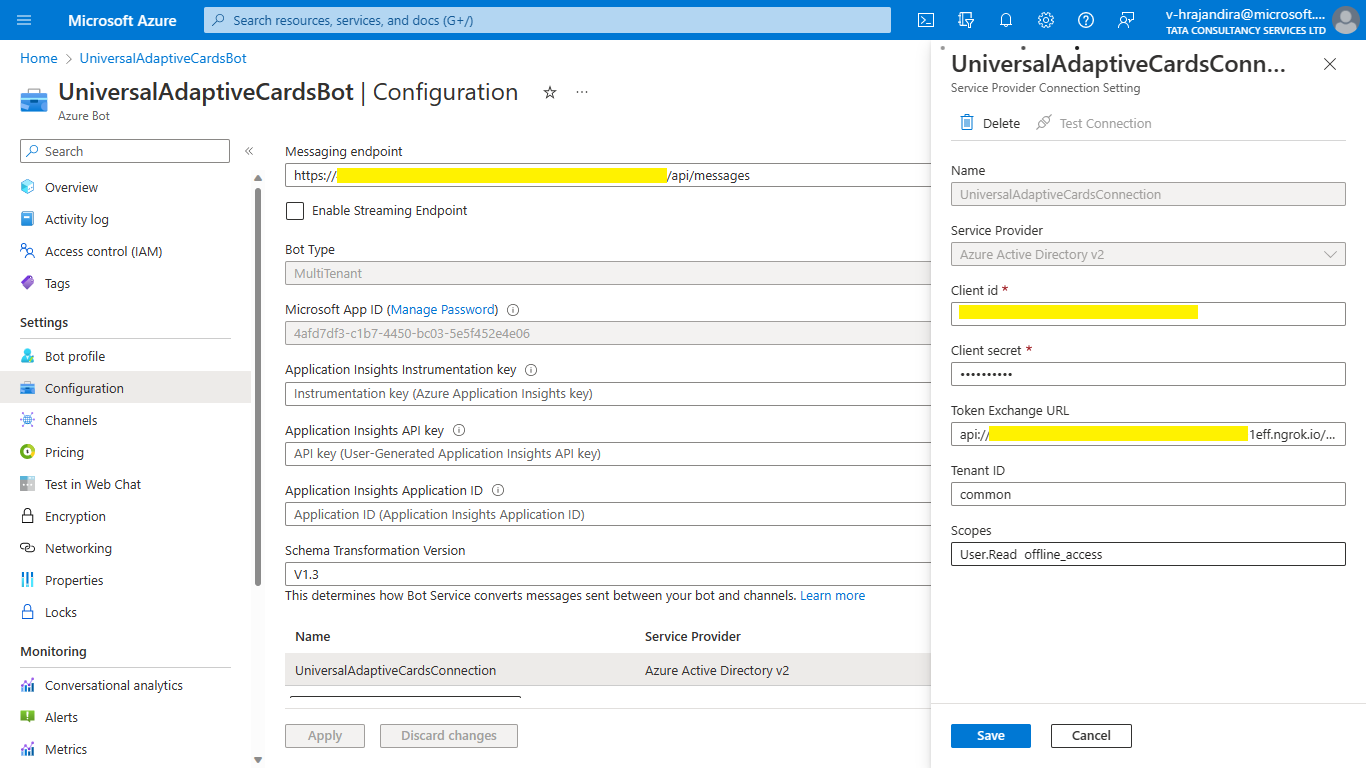 Microsoft Azure
Search resources, services, and docs (G+/)
v-hrajandira@microsoft....
TATA CONSULTANCY SERVICES LTD
Home > UniversalAdaptiveCardsBot
UniversalAdaptiveCardsBot | Configuration
Azure Bot
Search
Overview
Activity log
Access control (IAM)
Tags
Settings
Bot profile
Configuration
Channels
Pricing
Test in Web Chat
Encryption
Networking
Properties
Locks
Monitoring
Conversational analytics
Alerts
Metrics
Messaging endpoint
https:// /api/messages
Enable Streaming Endpoint
Bot Type
MultiTenant
Microsoft App ID (Manage Password)
4afd7df3-c1b7-4450-bc03-5e5f452e4e06
Application Insights Instrumentation key
Instrumentation key (Azure Application Insights key)
Application Insights API key
API key (User-Generated Application Insights API key)
Application Insights Application ID
Application ID (Application Insights Application ID)
Schema Transformation Version
V1.3
This determines how Bot Service converts messages sent between your bot and channels. Learn more
Name Service Provider
UniversalAdaptiveCardsConnection Azure Active Directory v2
Apply Discard changes
UniversalAdaptiveCardsConn...
Service Provider Connection Setting
Delete Test Connection
Name
UniversalAdaptiveCardsConnection
Service Provider
Azure Active Directory v2
Client id *
Client secret *
••••••••••
Token Exchange URL
api:// 1eff.ngrok.io/...
Tenant ID
common
Scopes
User.Read offline_access
Save Cancel